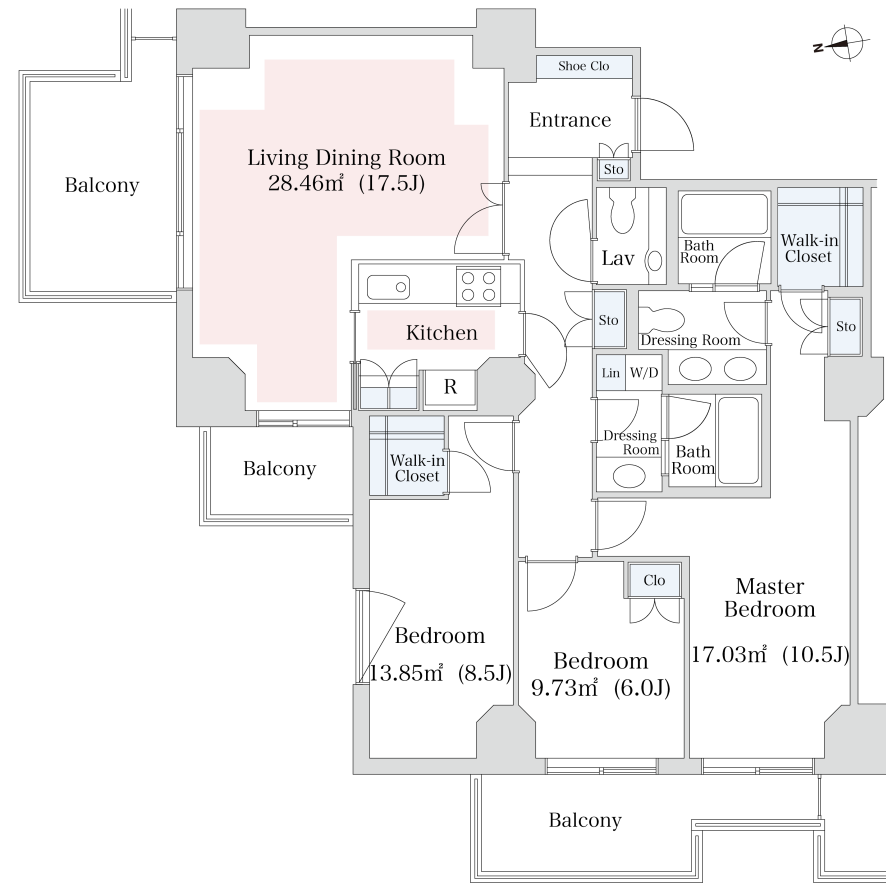 N
Shoe Clo
Entrance
Sto
Living Dining Room
28.46㎡ (17.5J)
Balcony
Lav
Bath
Room
Walk-in
Closet
Kitchen
Sto
Dressing Room
Sto
R
Lin
W/D
Dressing
Room
Bath
Room
Balcony
Walk-in
Closet
Clo
Master
Bedroom
17.03㎡ (10.5J)
Bedroom
13.85㎡ (8.5J)
Bedroom
9.73㎡ (6.0J)
Balcony